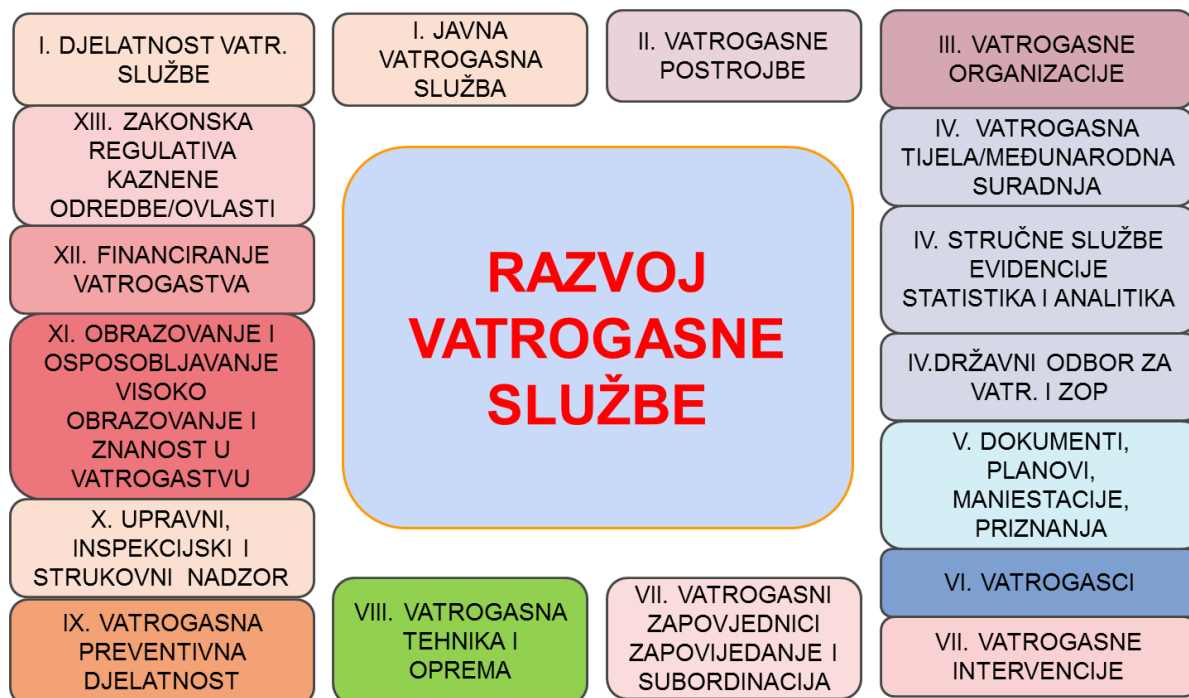 I. DJELATNOST VATR.
SLUŽBE
I. JAVNA
VATROGASNA
SLUŽBA
II. VATROGASNE
POSTROJBE
III. VATROGASNE
ORGANIZACIJE
XIII. ZAKONSKA
REGULATIVA
KAZNENE
ODREDBE/OVLASTI
IV. VATROGASNA
TIJELA/MEĐUNARODNA
SURADNJA
XII. FINANCIRANJE
VATROGASTVA
IV. STRUČNE SLUŽBE
EVIDENCIJE
STATISTIKA I ANALITIKA
RAZVOJ
VATROGASNE
SLUŽBE
XI. OBRAZOVANJE I
OSPOSOBLJAVANJE
VISOKO
OBRAZOVANJE I
ZNANOST U
VATROGASTVU
IV.DRŽAVNI ODBOR ZA
VATR. I ZOP
V. DOKUMENTI,
PLANOVI,
MANIESTACIJE,
PRIZNANJA
X. UPRAVNI,
INSPEKCIJSKI I
STRUKOVNI NADZOR
VI. VATROGASCI
IX. VATROGASNA
PREVENTIVNA
DJELATNOST
VIII. VATROGASNA
TEHNIKA I
OPREMA
VII. VATROGASNI
ZAPOVJEDNICI
ZAPOVIJEDANJE I
SUBORDINACIJA
VII. VATROGASNE
INTERVENCIJE